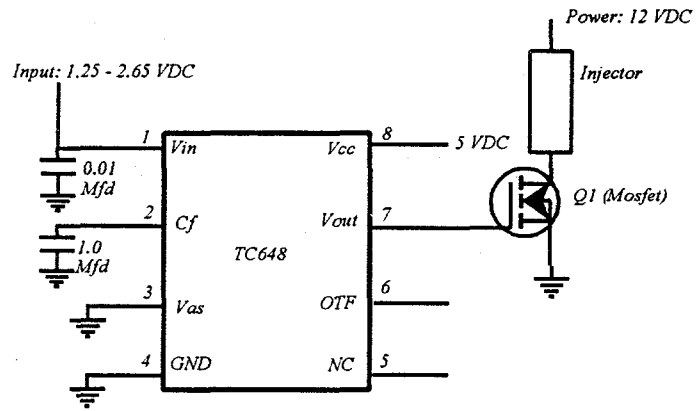 Power: 12 VDC
Input: 1.25 - 2.65 VDC
Injector
1
Vin
8
Vcc
5 VDC
0.01
Mfd
Q1 (Mosfet)
2
Cf
7
Vout
1.0
Mfd
TC648
3
Vas
6
OTF
4
GND
5
NC